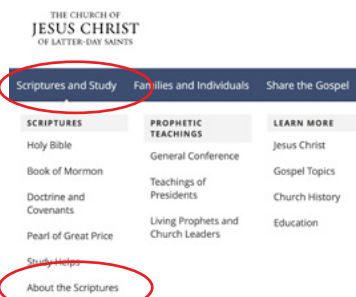 THE CHURCH OF
JESUS CHRIST
OF LATTER-DAY SAINTS
Scriptures and Study
Families and Individuals
Share the Gospel
SCRIPTURES
Holy Bible
Book of Mormon
Doctrine and
Covenants
Pearl of Great Price
Study Helps
About the Scriptures
PROPHETIC
TEACHINGS
General Conference
Teachings of
Presidents
Living Prophets and
Church Leaders
LEARN MORE
Jesus Christ
Gospel Topics
Church History
Education